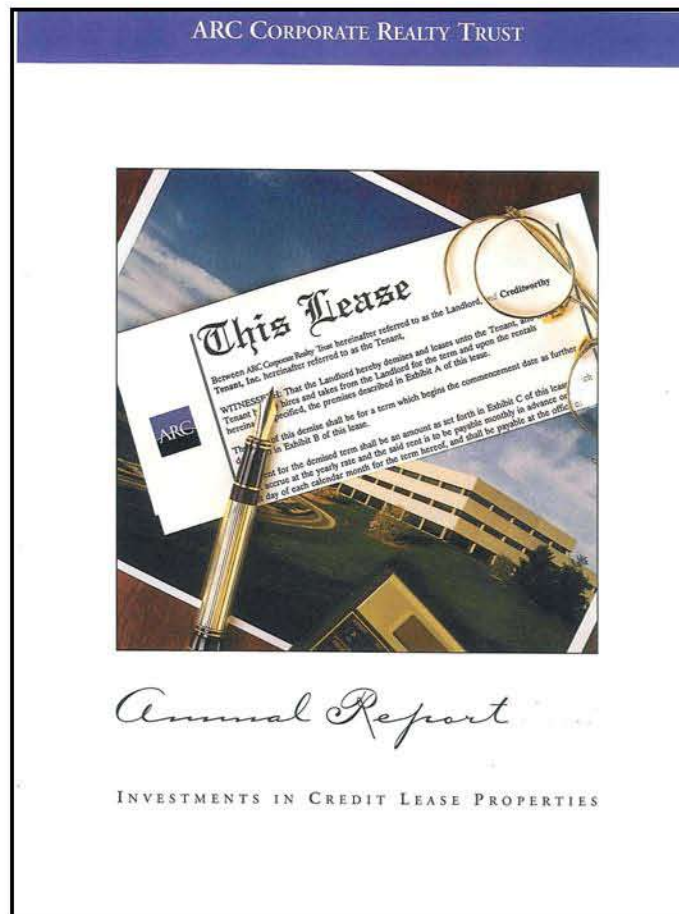 ARC CORPORATE REALTY TRUST
This Lease
Between ARC Corporate Realty Trust hereinafter referred to as the Landlord, and Creditworthy
Tenant, Inc. hereinafter referred to as the Tenant,
WITNESSETH: That the Landlord hereby demises and leases unto the Tenant, and
Tenant hires and takes from the Landlord for the term and upon the rentals
specified, the premises described in Exhibit A of this lease.
of this demise shall be for a term which begins the commencement date as further
in Exhibit B of this lease.
ARC
for the demised term shall be an amount as set forth in Exhibit C of this lease
accrue at the yearly rate and the said rent is to be payable monthly in advance on
day of each calendar month for the term hereof, and shall be payable at the office
Annual Report
INVESTMENTS IN CREDIT LEASE PROPERTIES